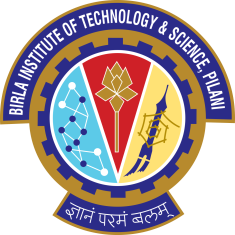 BIRLA INSTITUTE OF TECHNOLOGY & SCIENCE, PILANI
ज्ञानं परमं बलम्